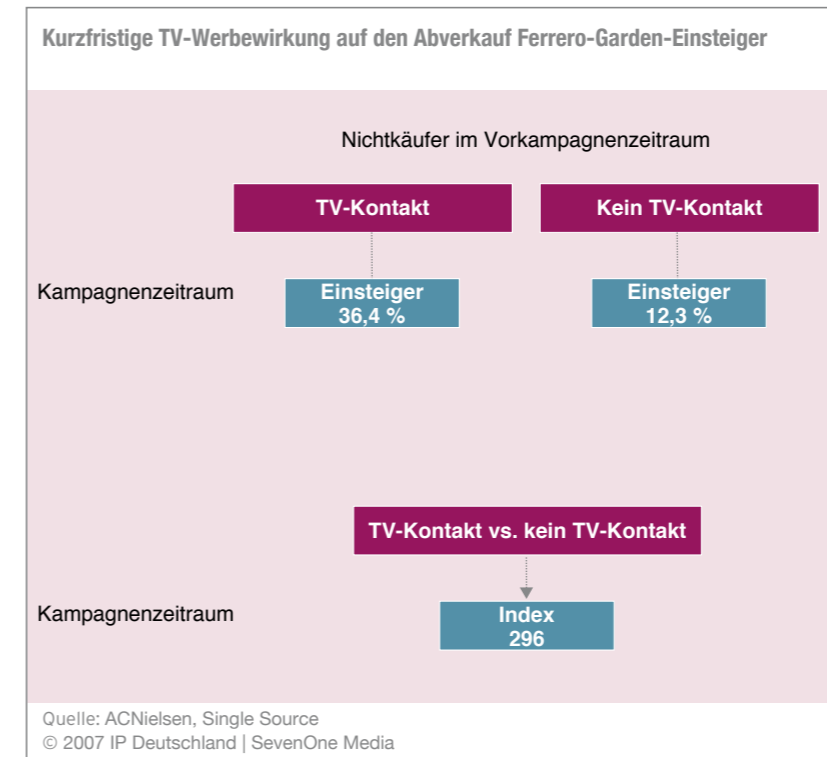 Kurzfristige TV-Werbewirkung auf den Abverkauf Ferrero-Garden-Einsteiger
Nichtkäufer im Vorkampagnenzeitraum
TV-Kontakt
Kein TV-Kontakt
Kampagnenzeitraum
Einsteiger
36,4 %
Einsteiger
12,3 %
TV-Kontakt vs. kein TV-Kontakt
Kampagnenzeitraum
Index
296
Quelle: ACNielsen, Single Source
© 2007 IP Deutschland | SevenOne Media